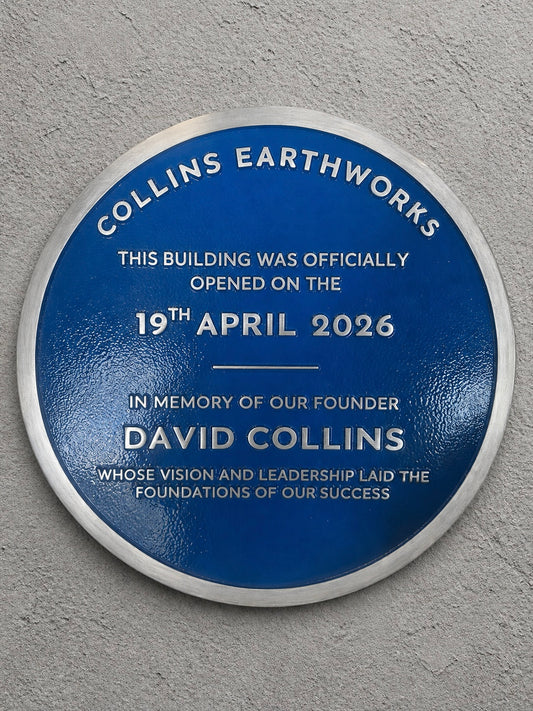 COLLINS EARTHWORKS
THIS BUILDING WAS OFFICIALLY
OPENED ON THE
19TH APRIL 2026
IN MEMORY OF OUR FOUNDER
DAVID COLLINS
WHOSE VISION AND LEADERSHIP LAID THE
FOUNDATIONS OF OUR SUCCESS